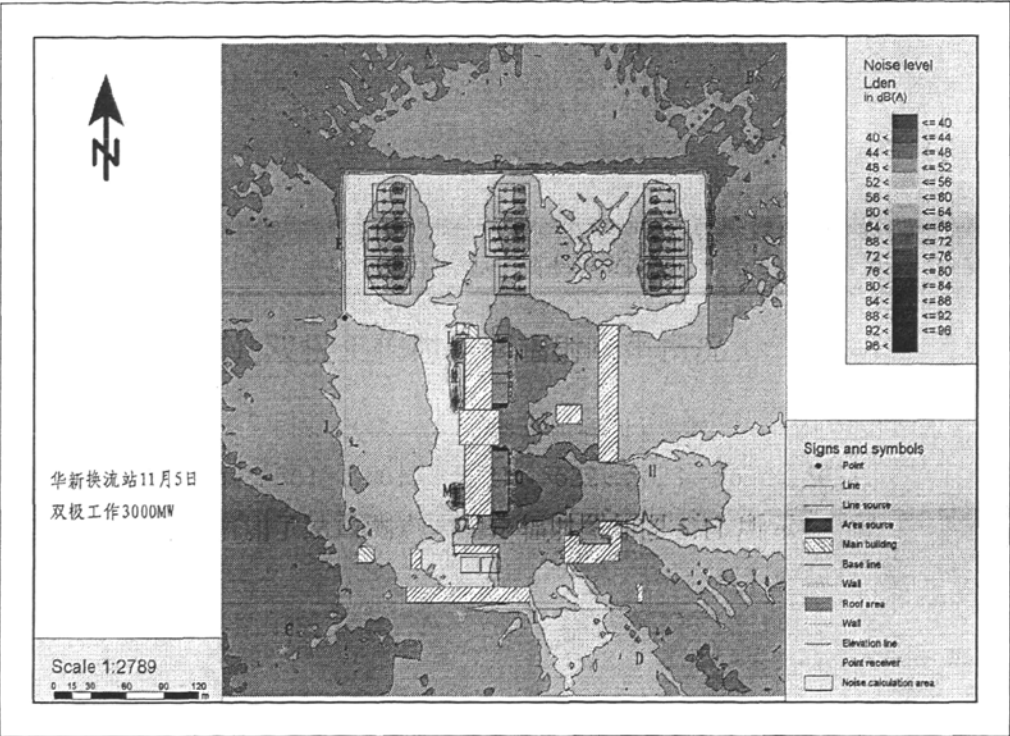 Noise level
Lden
in dB(A)
<= 40
40 < <= 44
44 < <= 48
48 < <= 52
52 < <= 56
56 < <= 60
60 < <= 64
64 < <= 68
68 < <= 72
72 < <= 76
76 < <= 80
80 < <= 84
84 < <= 88
88 < <= 92
92 < <= 96
96 <
N
A
B
F
E
G
L
N
J
M
O
H
C
I
D
华新换流站11月5日
双极工作3000MW
Signs and symbols
Point
Line
Line source
Area source
Main building
Base line
Wall
Roof area
Wall
Elevation line
Point receiver
Noise calculation area
Scale 1:2789
0 15 30 60 90 120
m